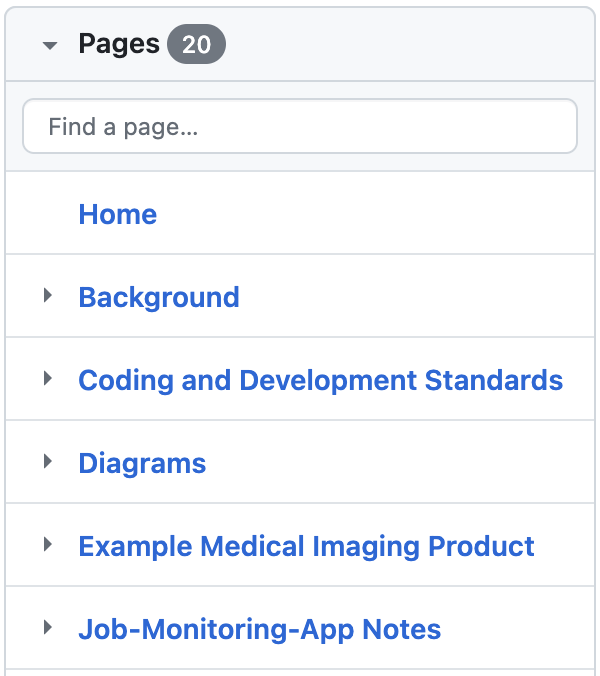 Pages 20
Find a page...
Home
Background
Coding and Development Standards
Diagrams
Example Medical Imaging Product
Job-Monitoring-App Notes